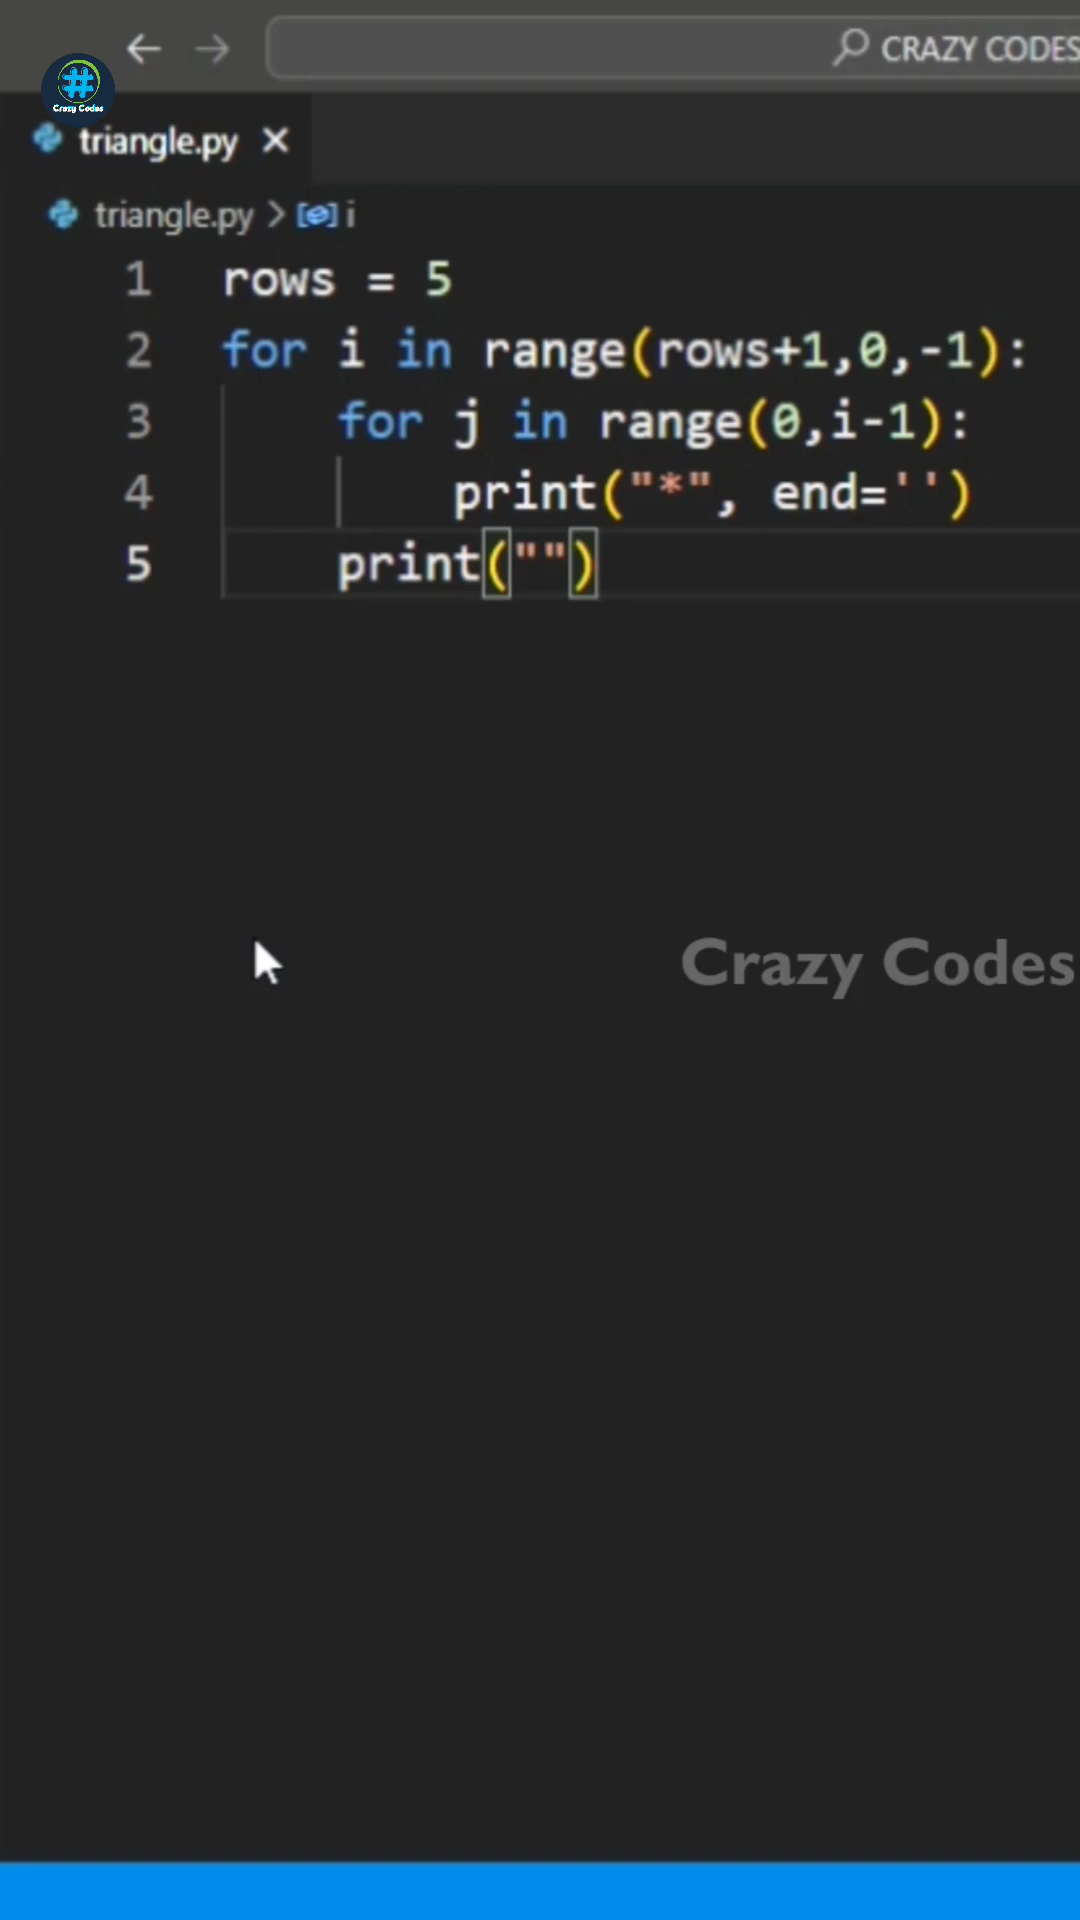 CRAZY CODES
Crazy Codes
triangle.py
triangle.py > i
1 rows = 5
2 for i in range(rows+1,0,-1):
3     for j in range(0,i-1):
4         print("*", end='')
5     print("")
Crazy Codes